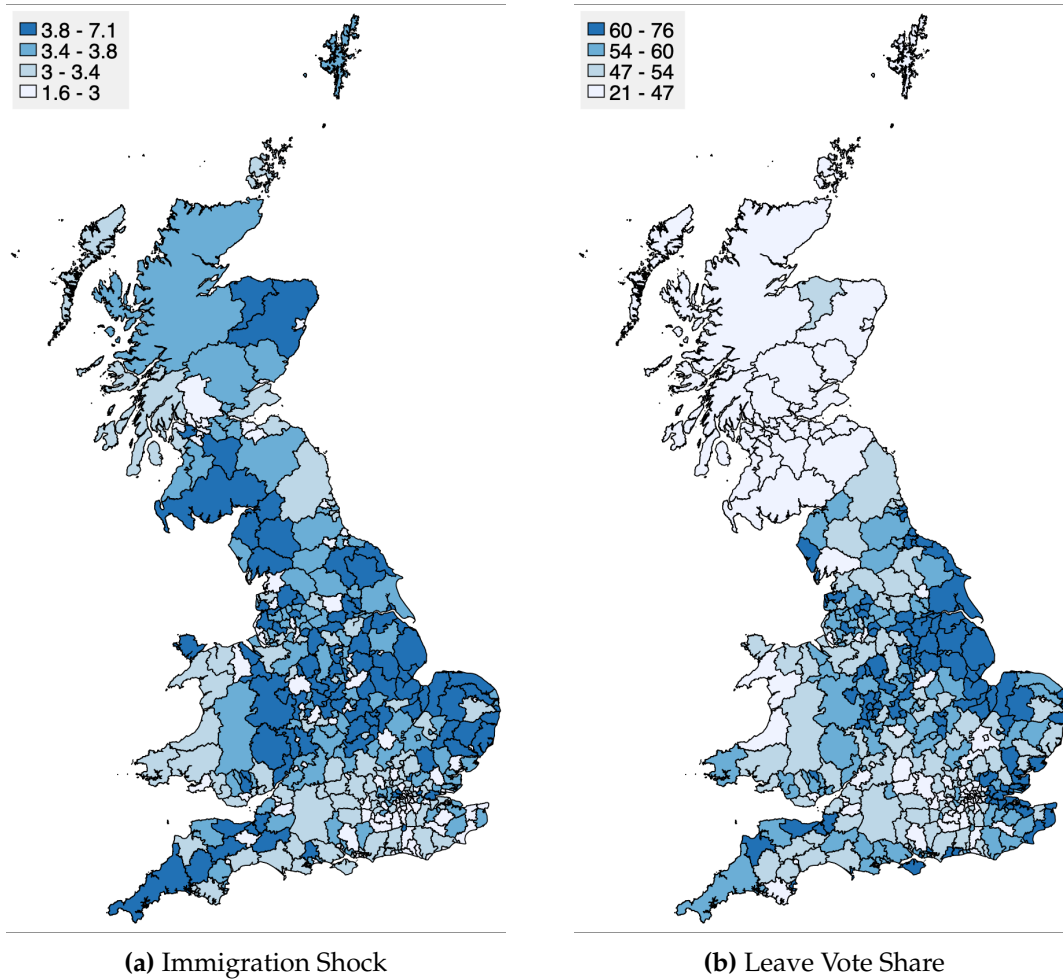 3.8 - 7.1
3.4 - 3.8
3 - 3.4
1.6 - 3
60 - 76
54 - 60
47 - 54
21 - 47
(a) Immigration Shock
(b) Leave Vote Share